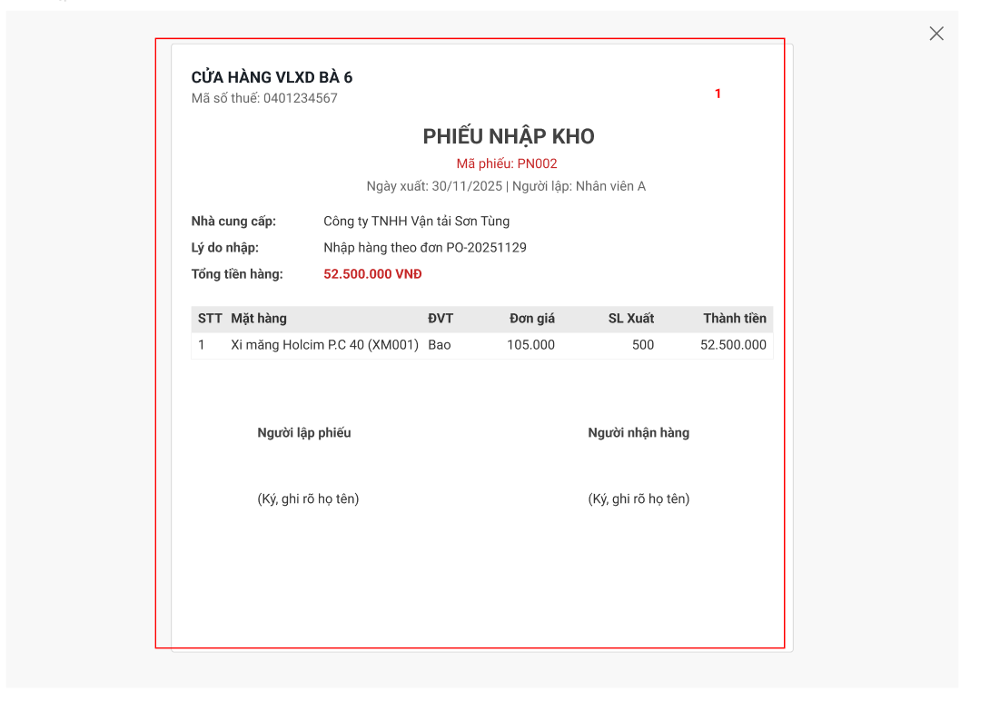 CỬA HÀNG VLXD BÀ 6
Mã số thuế: 0401234567
1
PHIẾU NHẬP KHO
Mã phiếu: PN002
Ngày xuất: 30/11/2025 | Người lập: Nhân viên A
Nhà cung cấp: Công ty TNHH Vận tải Sơn Tùng
Lý do nhập: Nhập hàng theo đơn PO-20251129
Tổng tiền hàng: 52.500.000 VNĐ
STT Mặt hàng ĐVT Đơn giá SL Xuất Thành tiền
1 Xi măng Holcim P.C 40 (XM001) Bao 105.000 500 52.500.000
Người lập phiếu Người nhận hàng
(Ký, ghi rõ họ tên) (Ký, ghi rõ họ tên)